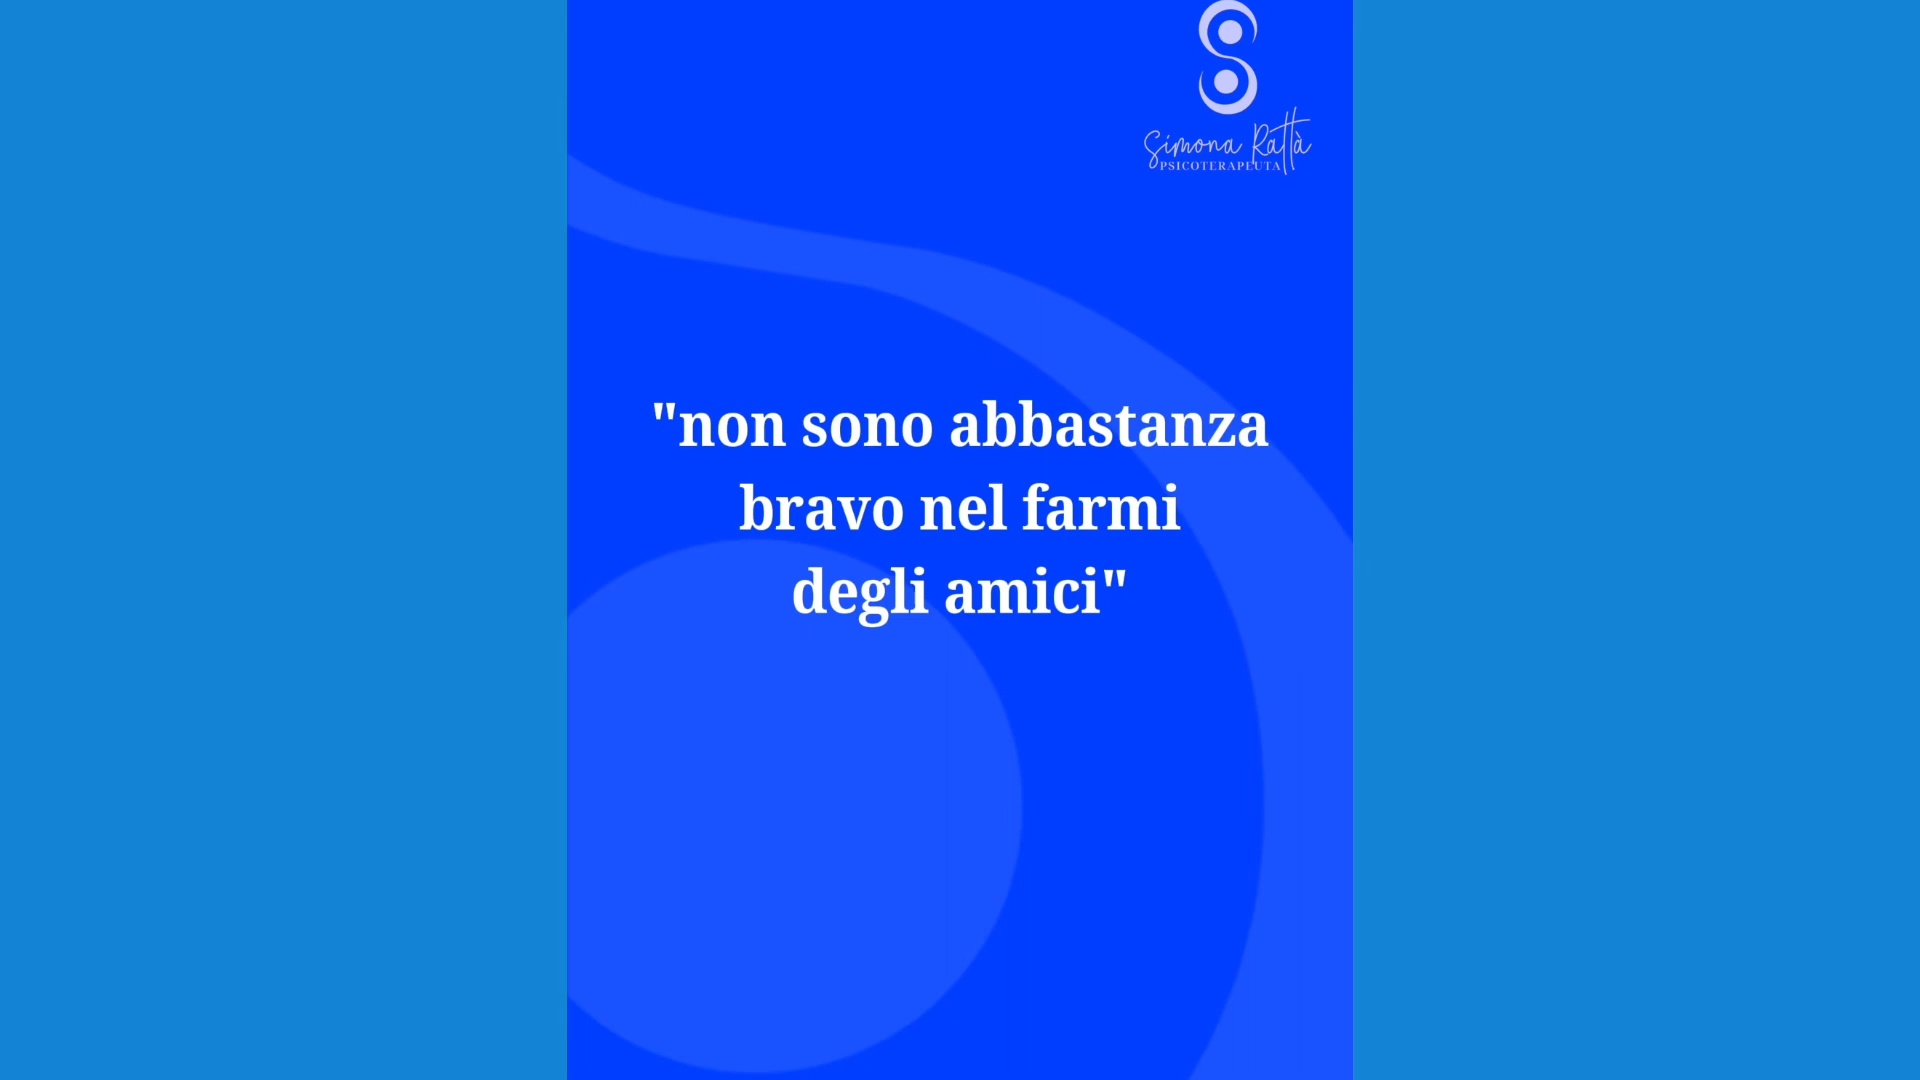 Simona Rattà
PSICOTERAPEUTA
"non sono abbastanza
bravo nel farmi
degli amici"